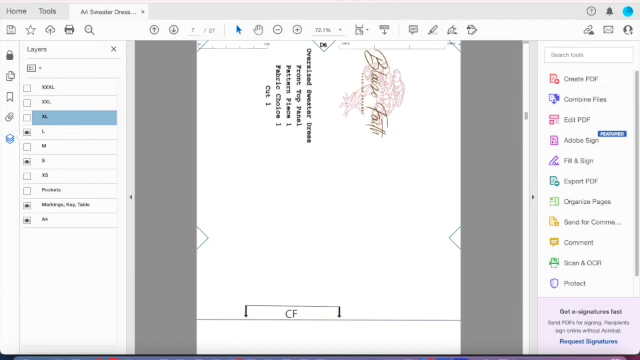 Home
Tools
A4 Sweater Dress...
7 / 27
72.1%
Layers
XXXL
XXL
XL
L
M
S
XS
Pockets
Markings, Key, Table
A4
D6
Oversized Sweater Dress
Front Top Panel
Pattern Piece 1
Fabric Choice 1
Cut 1
CF
Search tools
Create PDF
Combine Files
Edit PDF
FEATURED
Adobe Sign
Fill & Sign
Export PDF
Organize Pages
Send for Comme...
Comment
Scan & OCR
Protect
Get e-signatures fast
Send PDFs for signing. Recipients
sign online without Acrobat.
Request Signatures